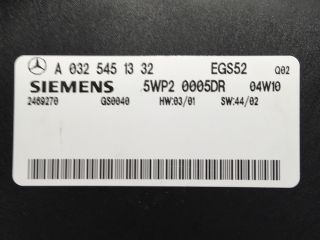 A 032 545 13 32 EGS52 Q02
SIEMENS 5WP2 0005DR 04W10
2469270 GS0040 HW:03/01 SW:44/02